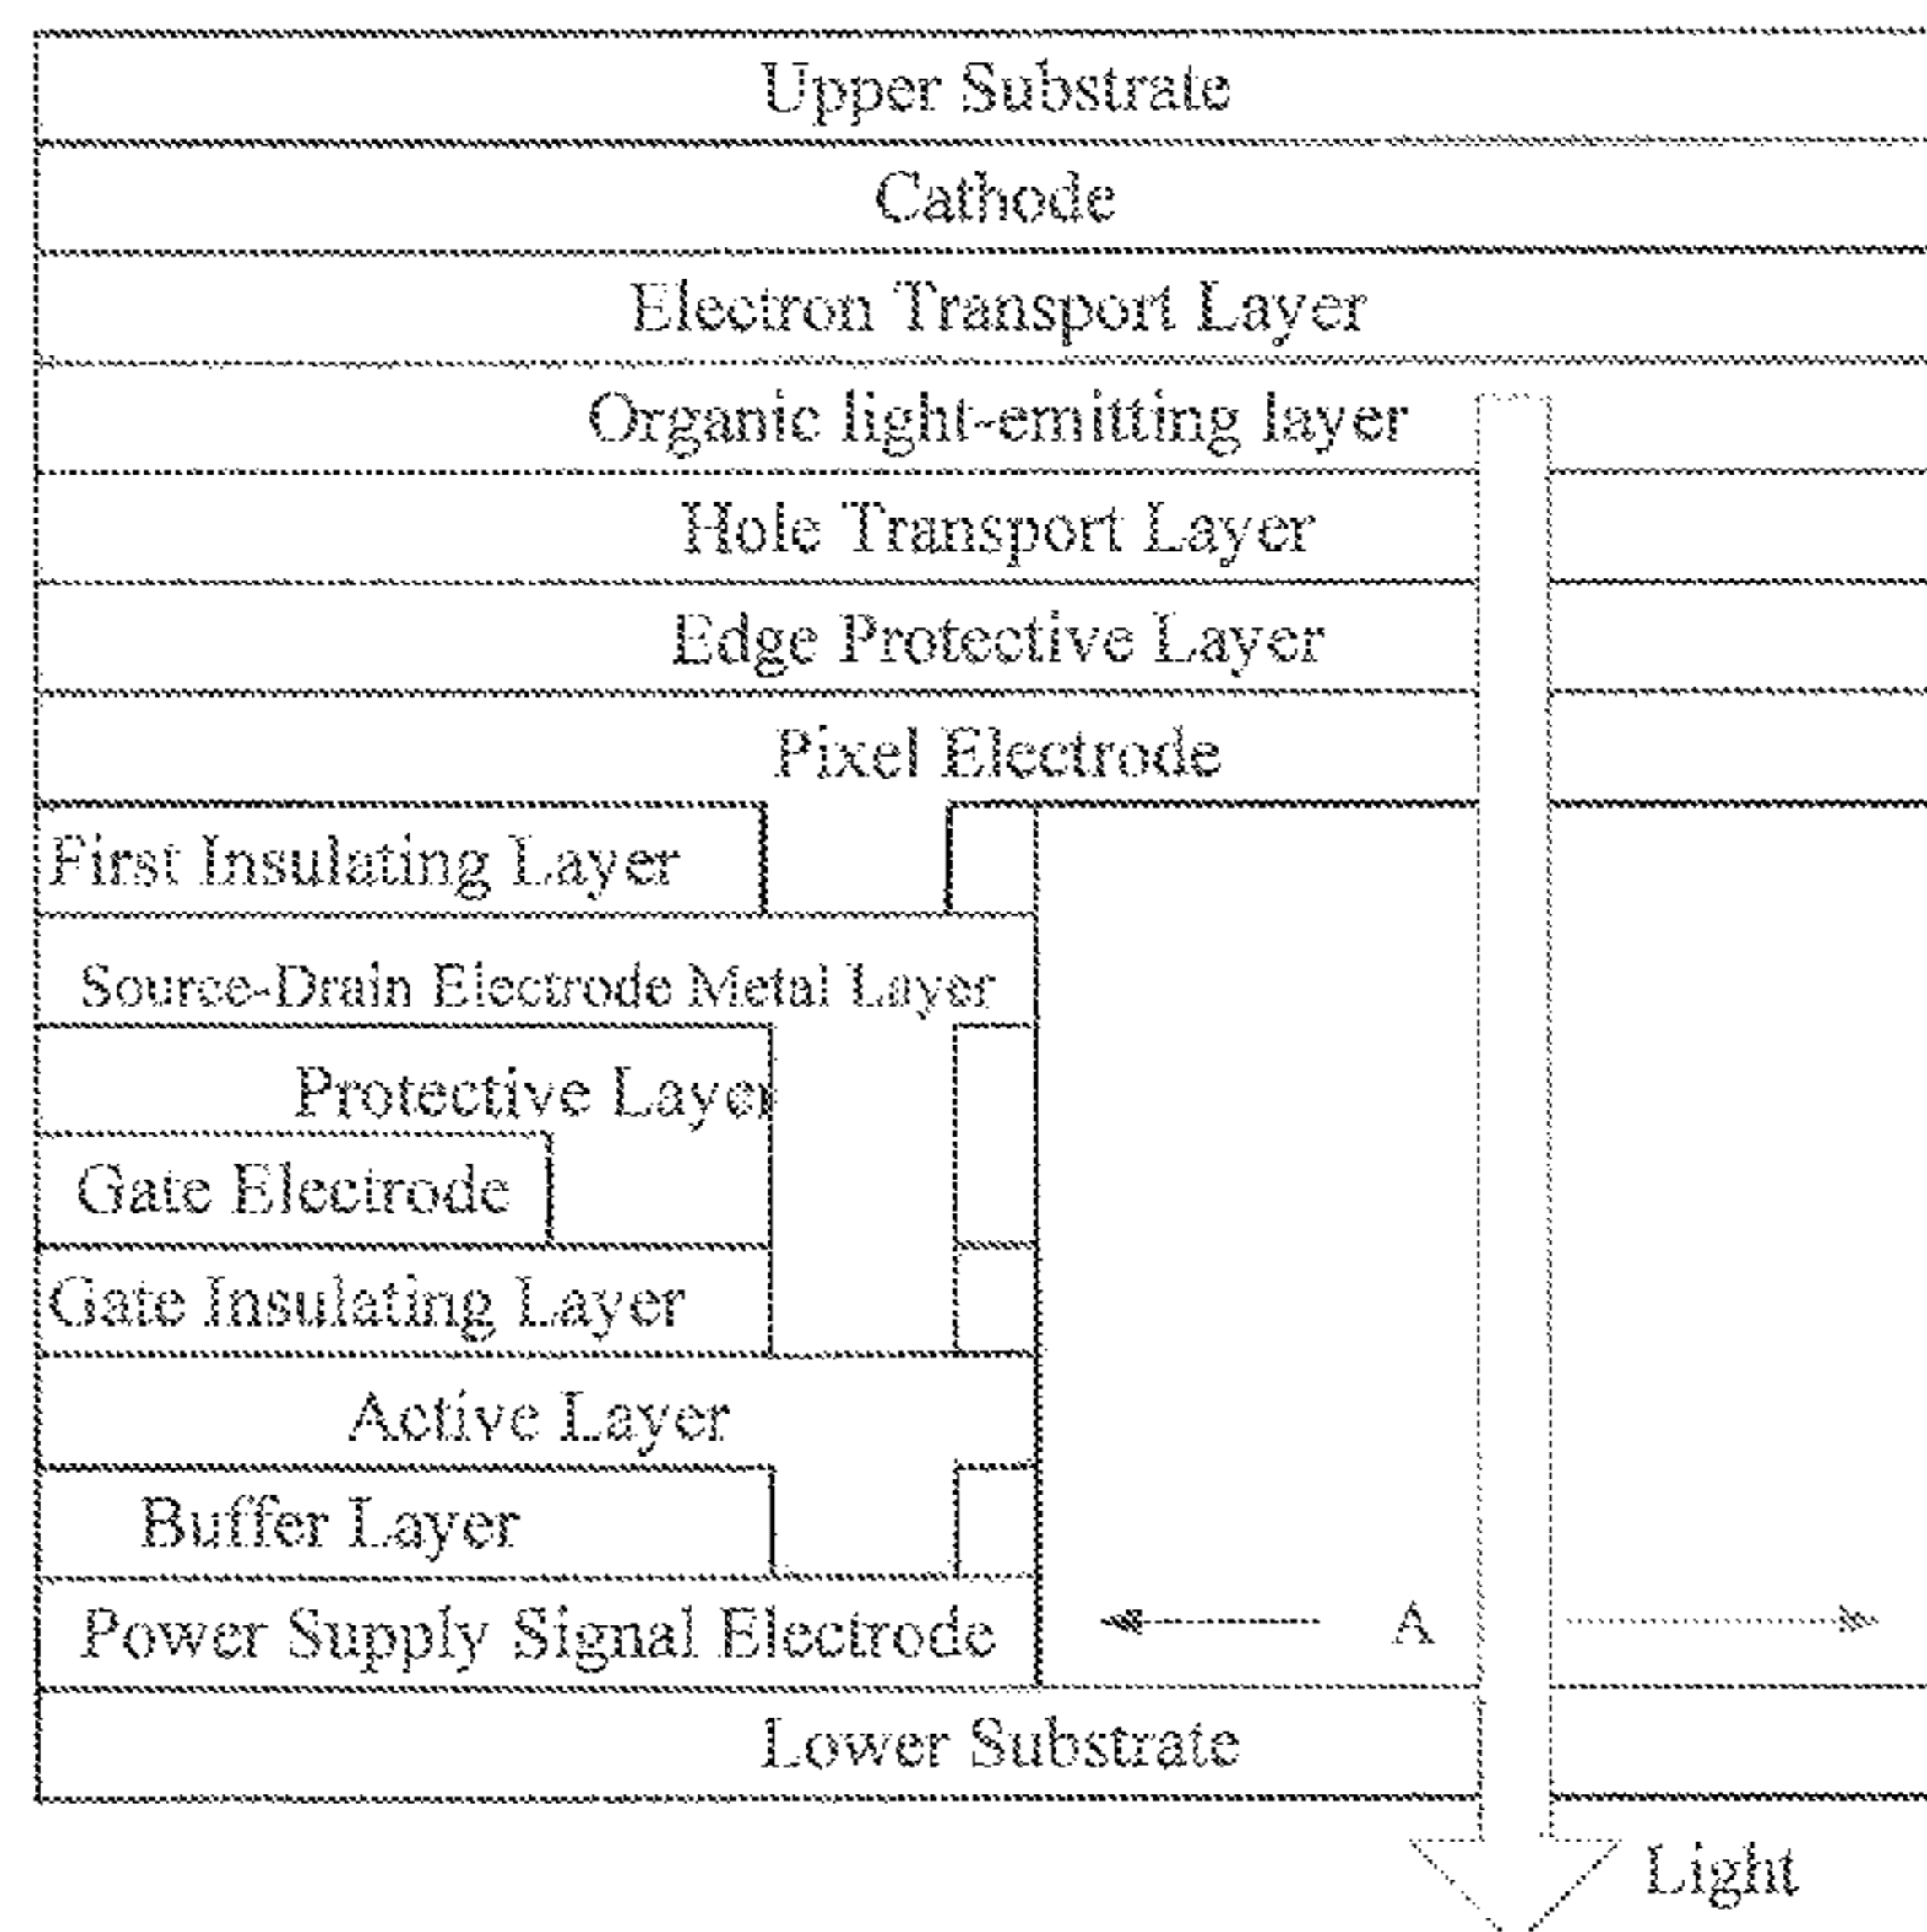 Upper Substrate
Cathode
Electron Transport Layer
Organic light-emitting layer
Hole Transport Layer
Edge Protective Layer
Pixel Electrode
First Insulating Layer
Source-Drain Electrode Metal Layer
Protective Layer
Gate Electrode
Gate Insulating Layer
Active Layer
Buffer Layer
Power Supply Signal Electrode
A
Lower Substrate
Light